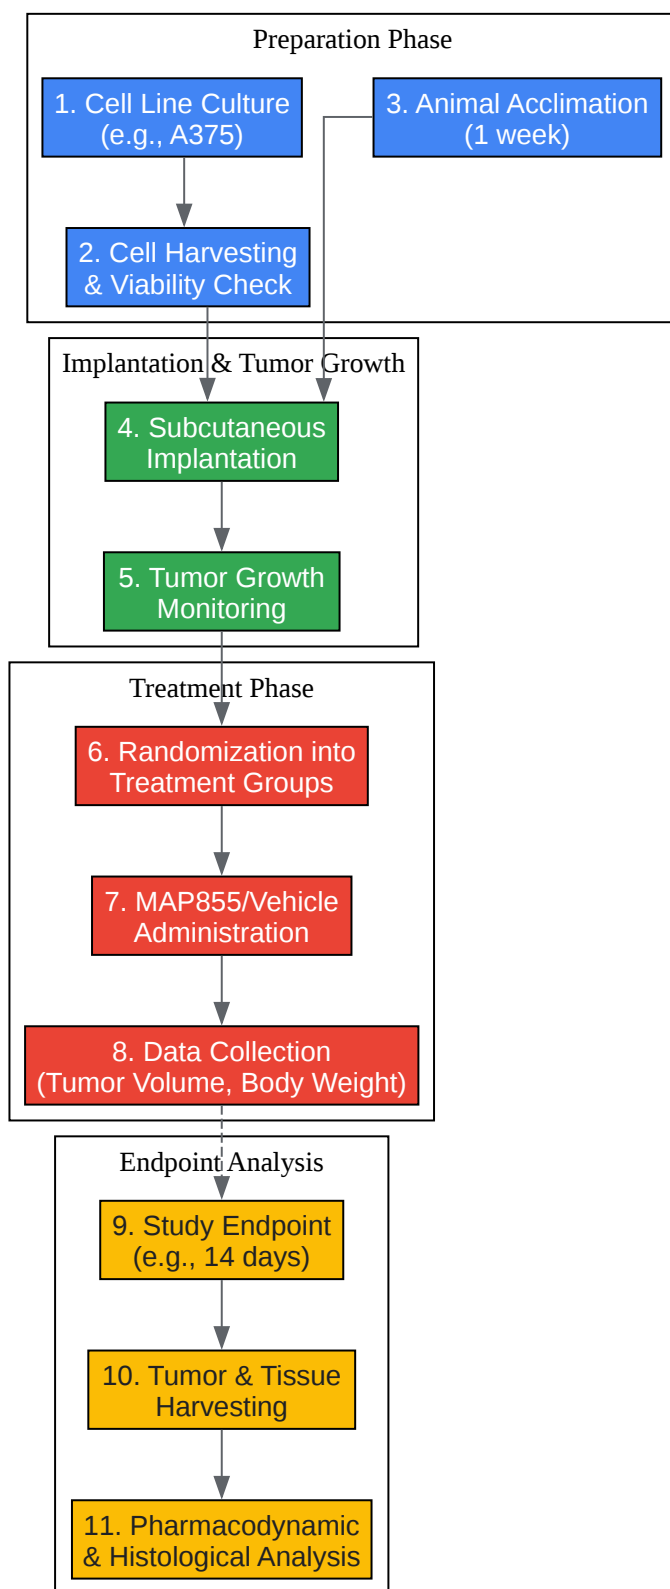 Preparation Phase
1. Cell Line Culture
(e.g., A375)
3. Animal Acclimation
(1 week)
2. Cell Harvesting
& Viability Check
Implantation & Tumor Growth
4. Subcutaneous
Implantation
5. Tumor Growth
Monitoring
Treatment Phase
6. Randomization into
Treatment Groups
7. MAP855/Vehicle
Administration
8. Data Collection
(Tumor Volume, Body Weight)
Endpoint Analysis
9. Study Endpoint
(e.g., 14 days)
10. Tumor & Tissue
Harvesting
11. Pharmacodynamic
& Histological Analysis